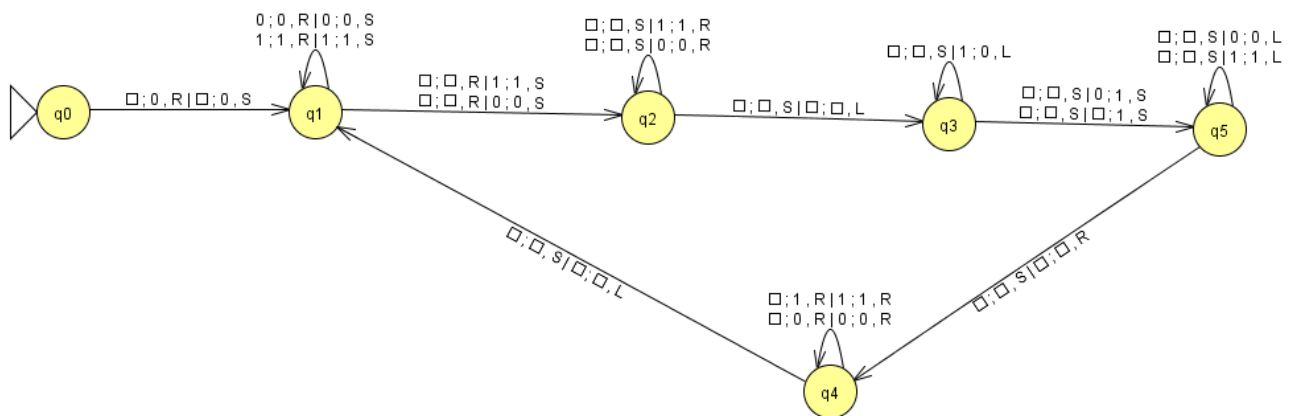 0;0,R|0;0,S
1;1,R|1;1,S
□;□,S|1;1,R
□;□,S|0;0,R
□;□,S|1;0,L
□;□,S|0;0,L
□;□,S|1;1,L
q0
□;0,R|□;0,S
q1
□;□,R|1;1,S
□;□,R|0;0,S
q2
□;□,S|□;□,L
q3
□;□,S|0;1,S
□;□,S|□;1,S
q5
□;□,S|□;□,L
□;□,S|□;□,R
□;1,R|1;1,R
□;0,R|0;0,R
q4